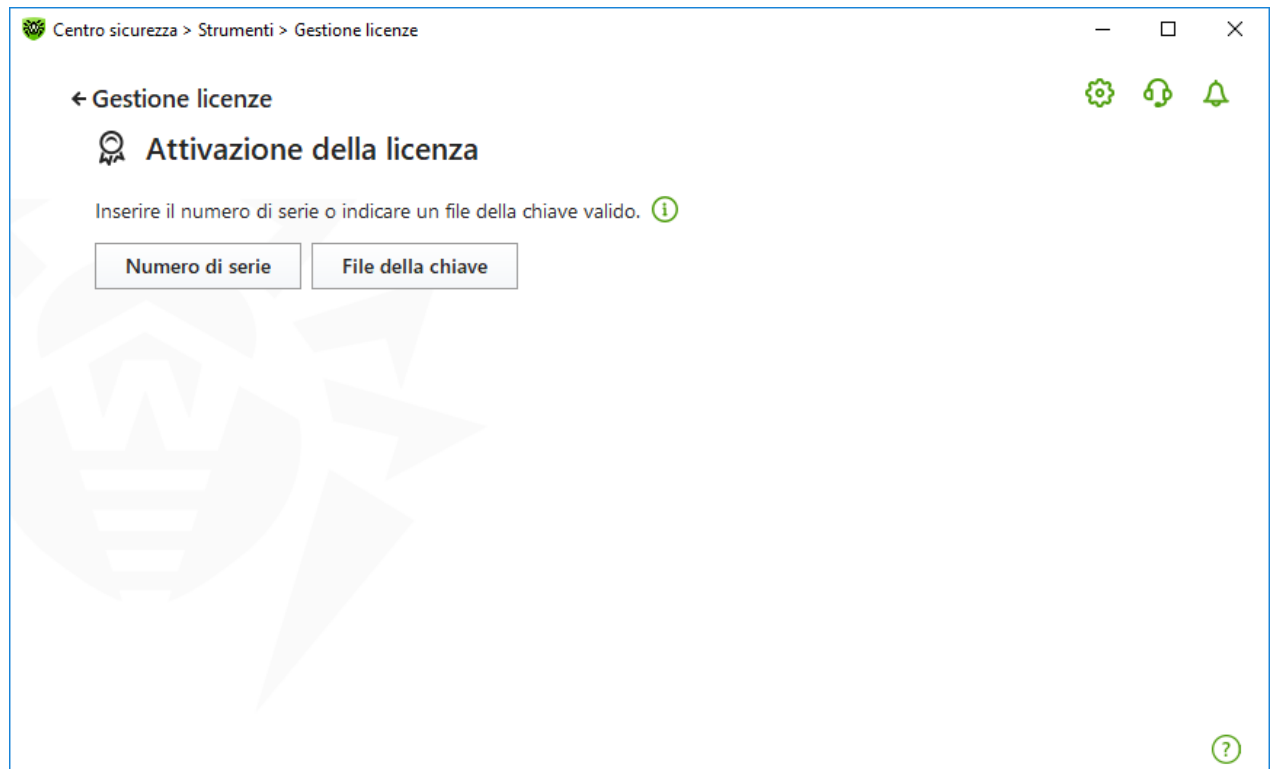 Centro sicurezza > Strumenti > Gestione licenze
Gestione licenze
Attivazione della licenza
Inserire il numero di serie o indicare un file della chiave valido.
Numero di serie
File della chiave